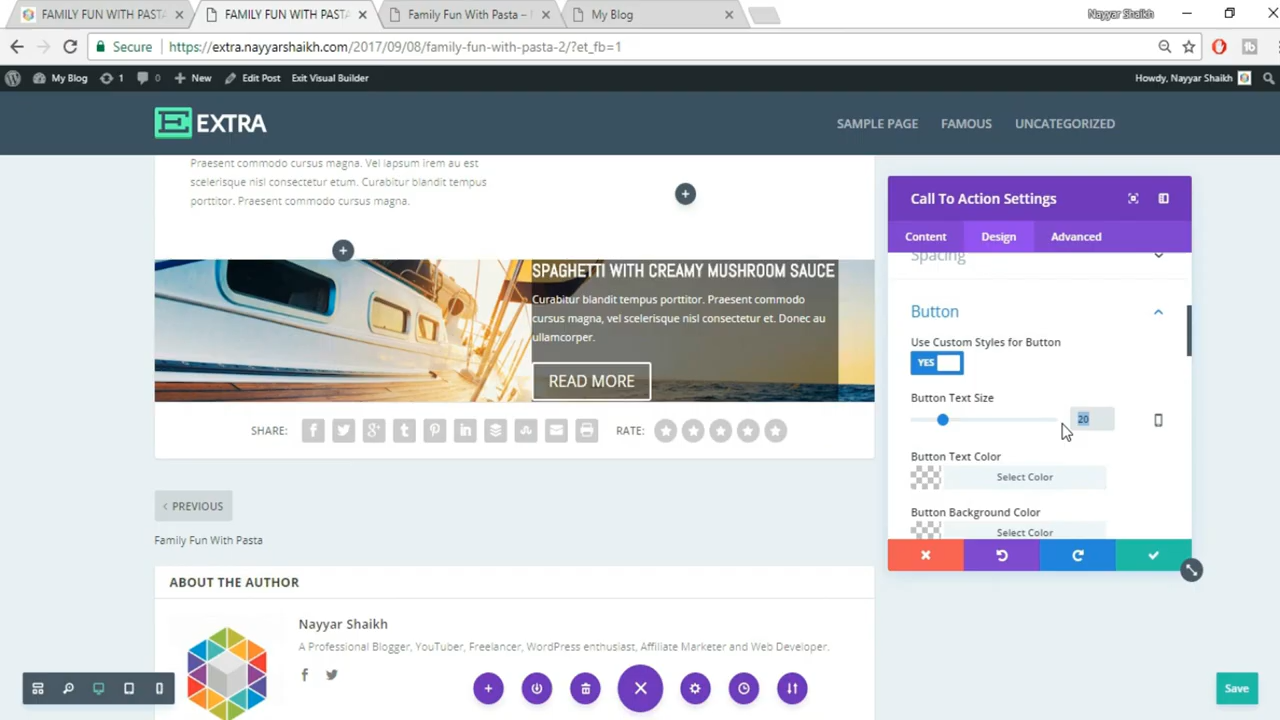 FAMILY FUN WITH PASTA
FAMILY FUN WITH PASTA
Family Fun With Pasta –
My Blog
Nayyar Shaikh
Secure
https://extra.nayyarshaikh.com/2017/09/08/family-fun-with-pasta-2/?et_fb=1
My Blog
1
0
New
Edit Post
Exit Visual Builder
Howdy, Nayyar Shaikh
EXTRA
SAMPLE PAGE
FAMOUS
UNCATEGORIZED
Praesent commodo cursus magna. Vel lapsum irem au est
scelerisque nisl consectetur etum. Curabitur blandit tempus
porttitor. Praesent commodo cursus magna.
SPAGHETTI WITH CREAMY MUSHROOM SAUCE
Curabitur blandit tempus porttitor. Praesent commodo
cursus magna, vel scelerisque nisl consectetur et. Donec au
ullamcorper.
READ MORE
SHARE:
RATE:
PREVIOUS
Family Fun With Pasta
ABOUT THE AUTHOR
Nayyar Shaikh
A Professional Blogger, YouTuber, Freelancer, WordPress enthusiast, Affiliate Marketer and Web Developer.
Call To Action Settings
Content
Design
Advanced
Spacing
Button
Use Custom Styles for Button
YES
Button Text Size
20
Button Text Color
Select Color
Button Background Color
Select Color
Save